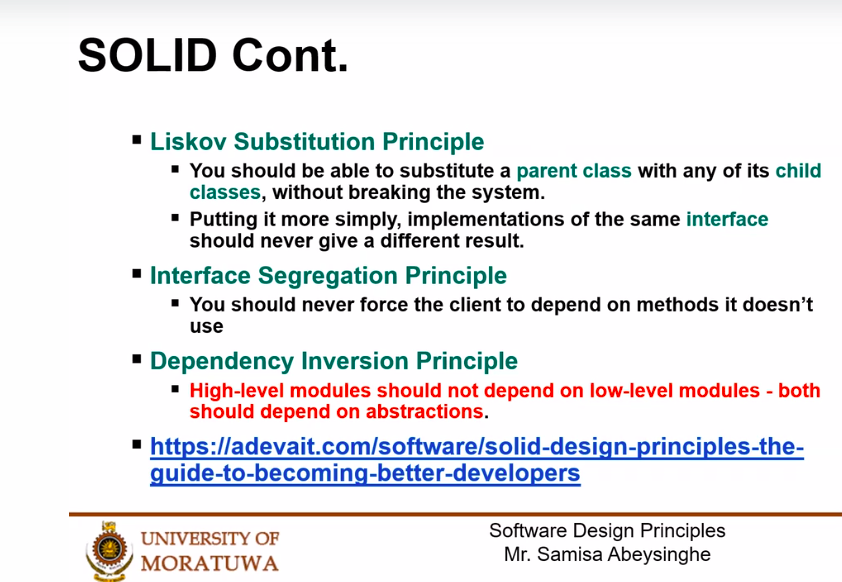 SOLID Cont.
Liskov Substitution Principle
You should be able to substitute a parent class with any of its child
classes, without breaking the system.
Putting it more simply, implementations of the same interface
should never give a different result.
Interface Segregation Principle
You should never force the client to depend on methods it doesn’t
use
Dependency Inversion Principle
High-level modules should not depend on low-level modules - both
should depend on abstractions.
https://adevait.com/software/solid-design-principles-the-
guide-to-becoming-better-developers
UNIVERSITY OF
MORATUWA
Software Design Principles
Mr. Samisa Abeysinghe